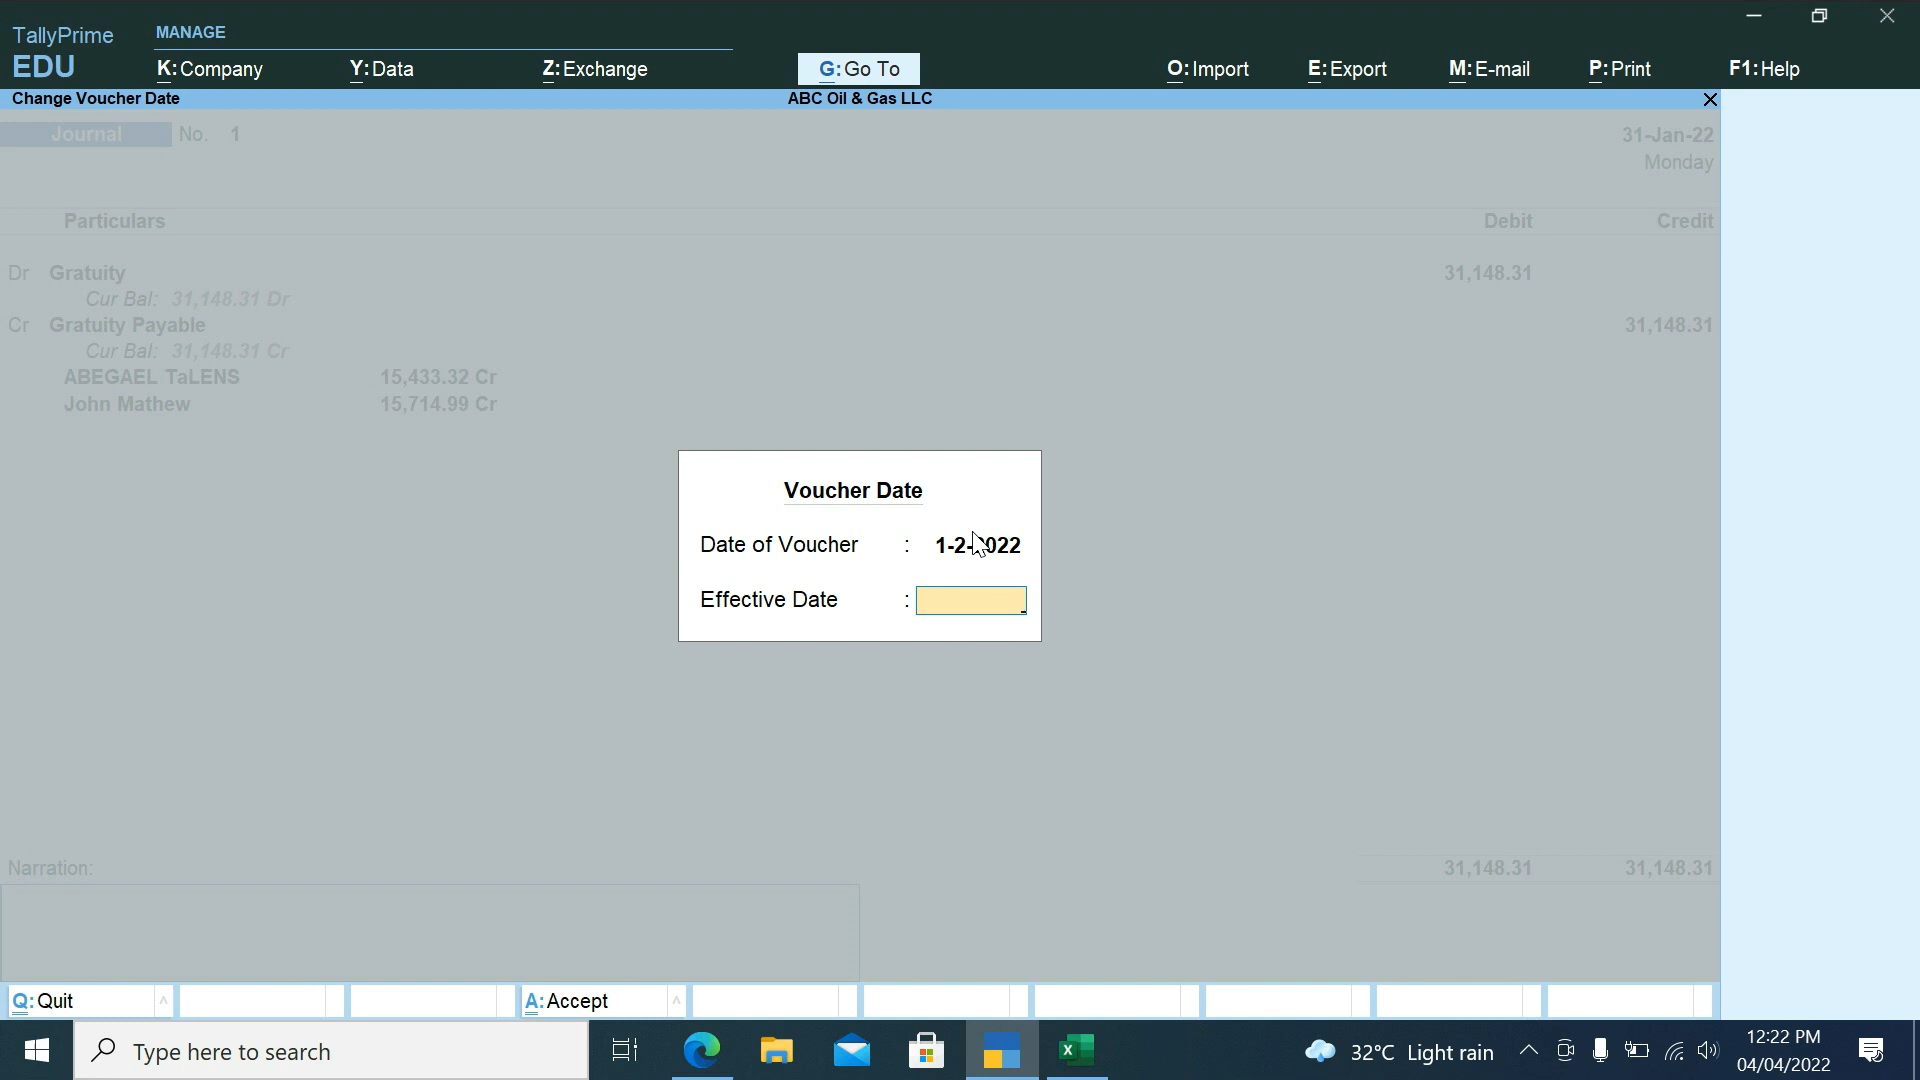 TallyPrime
EDU
MANAGE
K:Company
Y:Data
Z:Exchange
G:Go To
O:Import
E:Export
M:E-mail
P:Print
F1:Help
Change Voucher Date
ABC Oil & Gas LLC
Journal
No. 1
31-Jan-22
Monday
Particulars
Debit
Credit
Dr Gratuity 31,148.31
Cur Bal: 31,148.31 Dr
Cr Gratuity Payable 31,148.31
Cur Bal: 31,148.31 Cr
ABEGAEL TaLENS 15,433.32 Cr
John Mathew 15,714.99 Cr
Voucher Date
Date of Voucher : 1-2-2022
Effective Date :
Narration:
31,148.31 31,148.31
Q:Quit
A:Accept
Type here to search
32°C Light rain
12:22 PM
04/04/2022